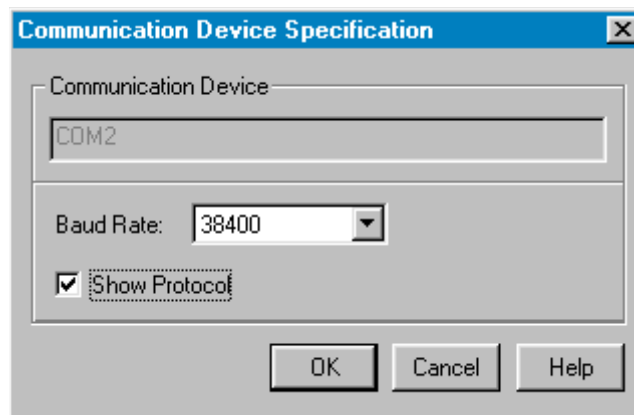 Communication Device Specification
Communication Device
COM2
Baud Rate: 38400
Show Protocol
OK Cancel Help